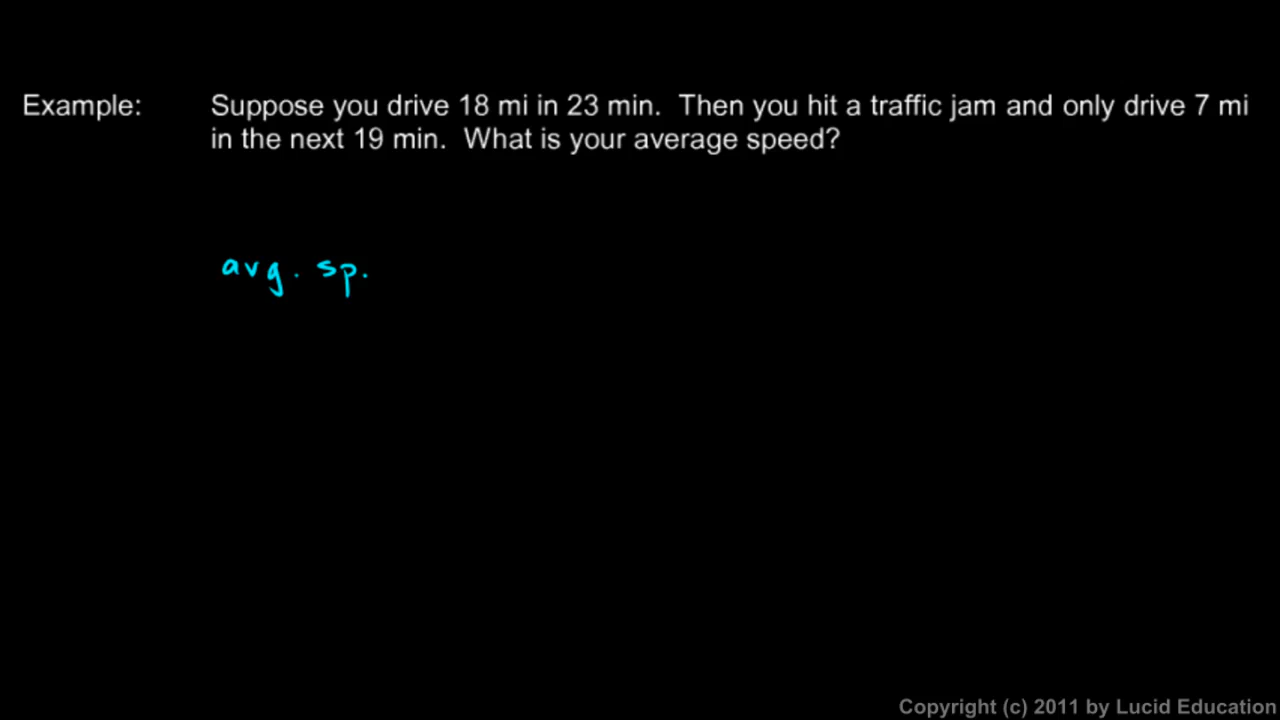 Example: Suppose you drive 18 mi in 23 min. Then you hit a traffic jam and only drive 7 mi
in the next 19 min. What is your average speed?
avg. sp.
Copyright (c) 2011 by Lucid Education